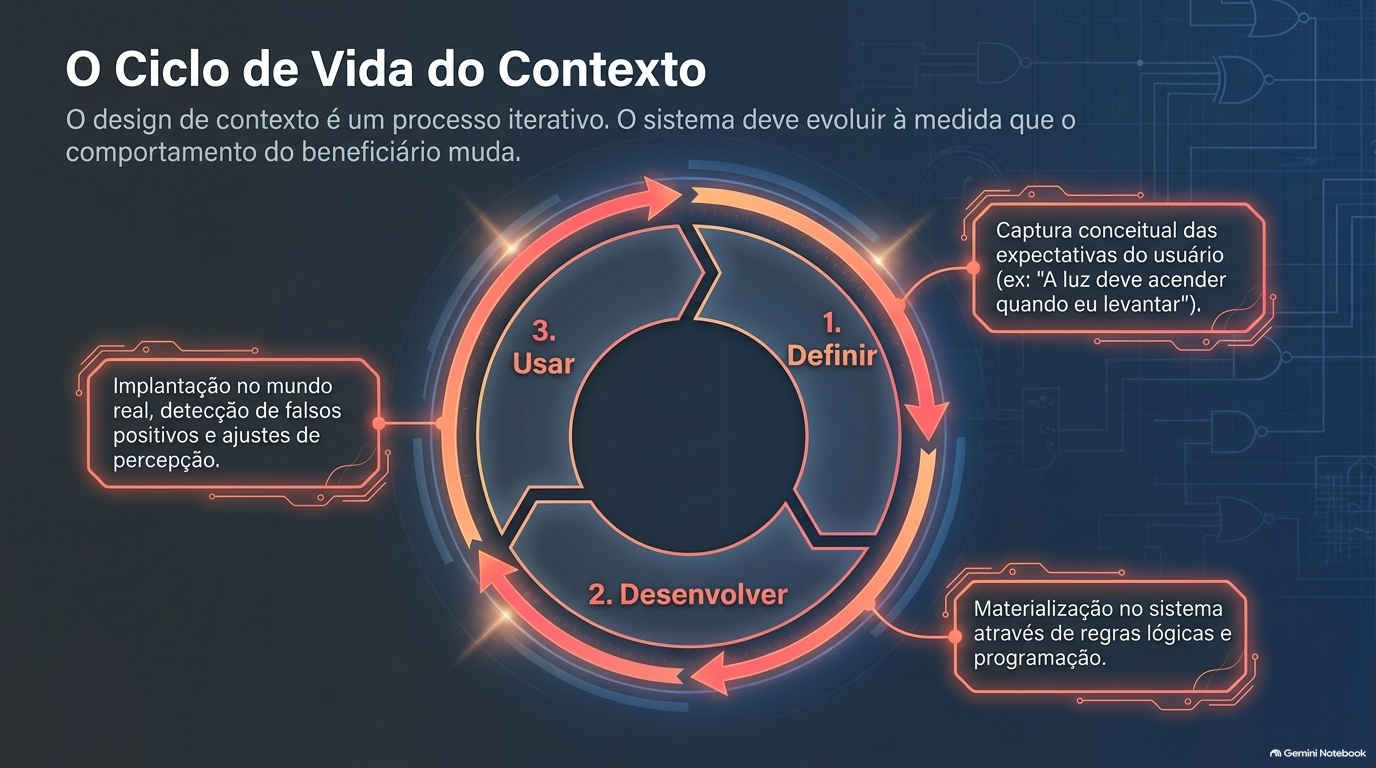 O Ciclo de Vida do Contexto
O design de contexto é um processo iterativo. O sistema deve evoluir à medida que o
comportamento do beneficiário muda.
Captura conceitual das
expectativas do usuário
(ex: "A luz deve acender
quando eu levantar").
1.
Definir
3.
Usar
Implantação no mundo
real, detecção de falsos
positivos e ajustes de
percepção.
2. Desenvolver
Materialização no sistema
através de regras lógicas e
programação.
Gemini Notebook